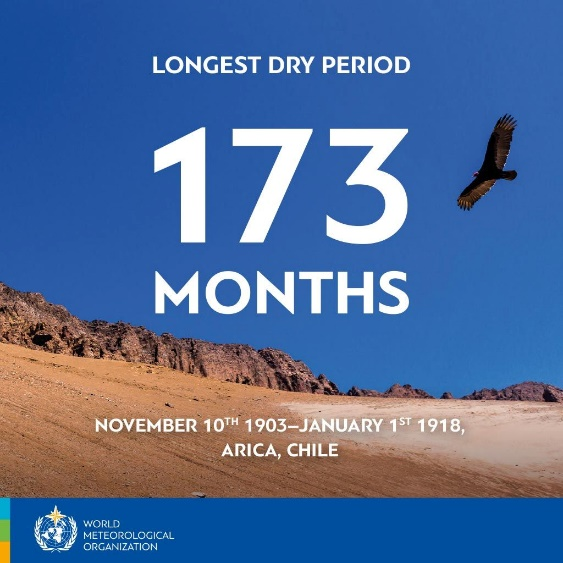 LONGEST DRY PERIOD
173
MONTHS
NOVEMBER 10TH 1903–JANUARY 1ST 1918,
ARICA, CHILE
WORLD
METEOROLOGICAL
ORGANIZATION